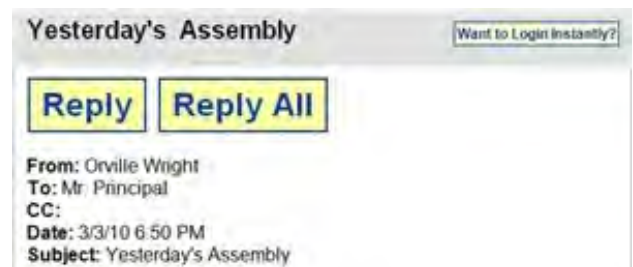 Yesterday's Assembly
Want to Login Instantly?
Reply Reply All
From: Orville Wright
To: Mr. Principal
CC:
Date: 3/3/10 6:50 PM
Subject: Yesterday's Assembly